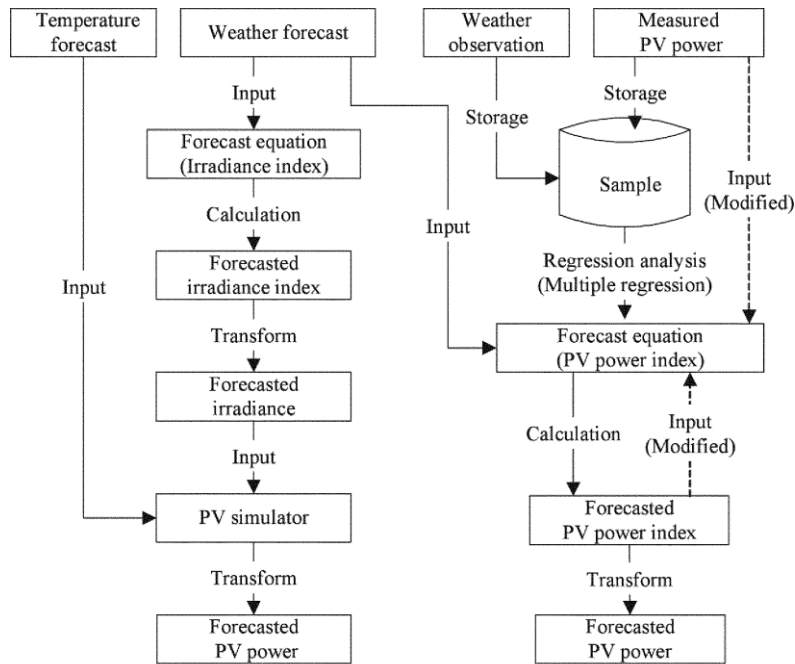 Temperature
forecast
Weather forecast
Weather
observation
Measured
PV power
Input
Storage
Storage
Forecast equation
(Irradiance index)
Sample
Input
(Modified)
Calculation
Input
Forecasted
irradiance index
Regression analysis
(Multiple regression)
Input
Transform
Forecast equation
(PV power index)
Forecasted
irradiance
Calculation
Input
(Modified)
Input
PV simulator
Forecasted
PV power index
Transform
Transform
Forecasted
PV power
Forecasted
PV power